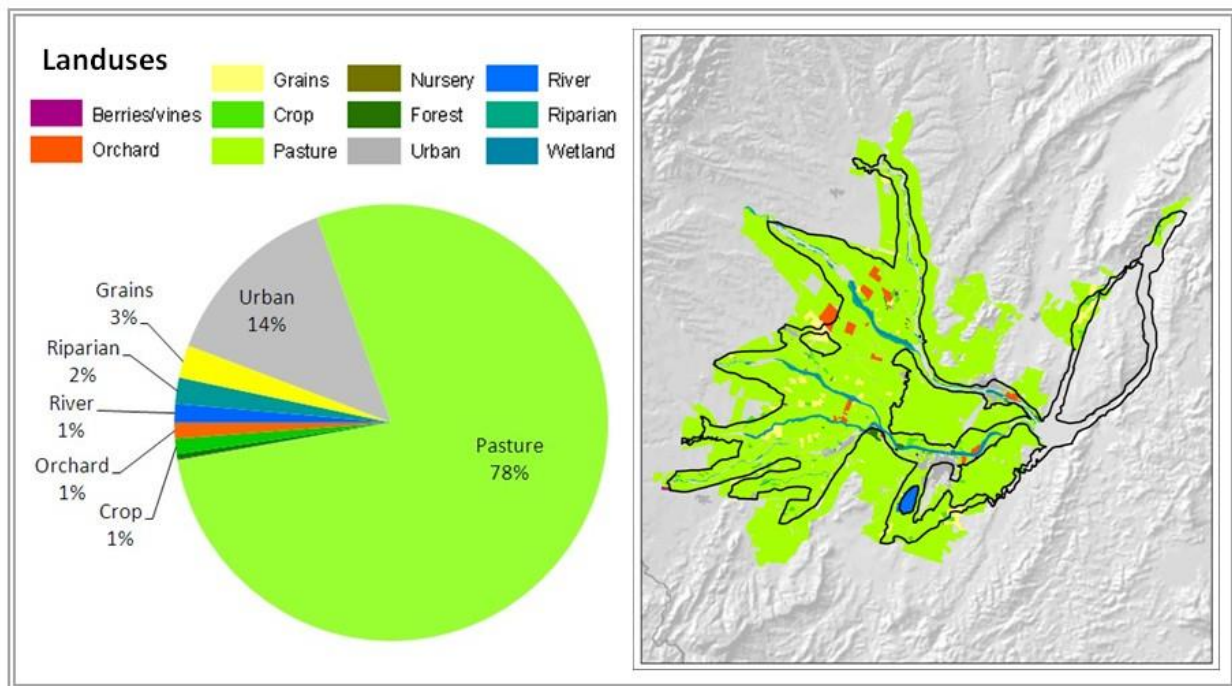 Landuses
Berries/vines
Orchard
Grains
Crop
Pasture
Nursery
Forest
Urban
River
Riparian
Wetland
Grains
3%
Urban
14%
Riparian
2%
River
1%
Orchard
1%
Crop
1%
Pasture
78%